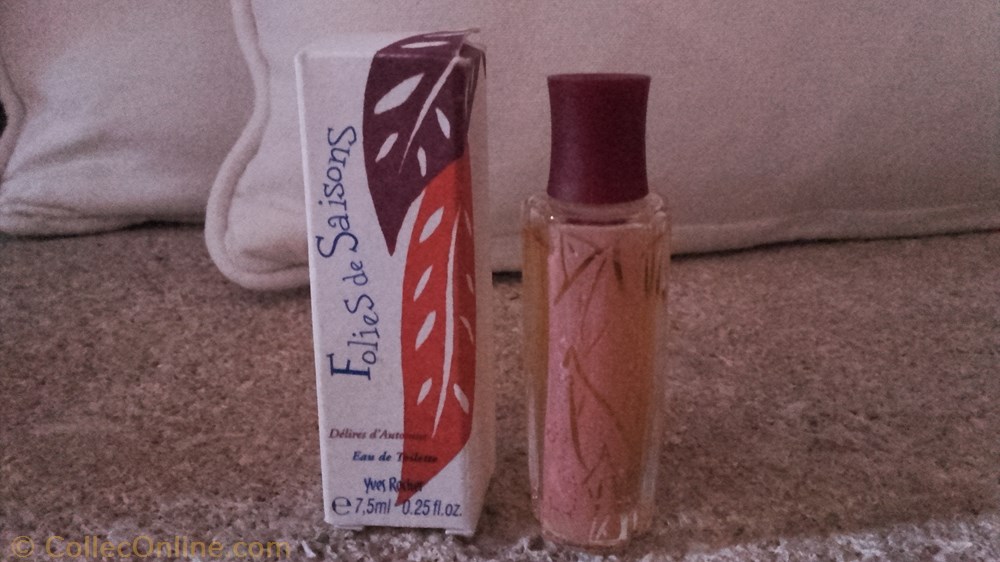 Folies de Saisons
Délires d'Automne
Eau de Toilette
Yves Rocher
e 7,5ml - 0.25 fl.oz.
© CollecOnline.com